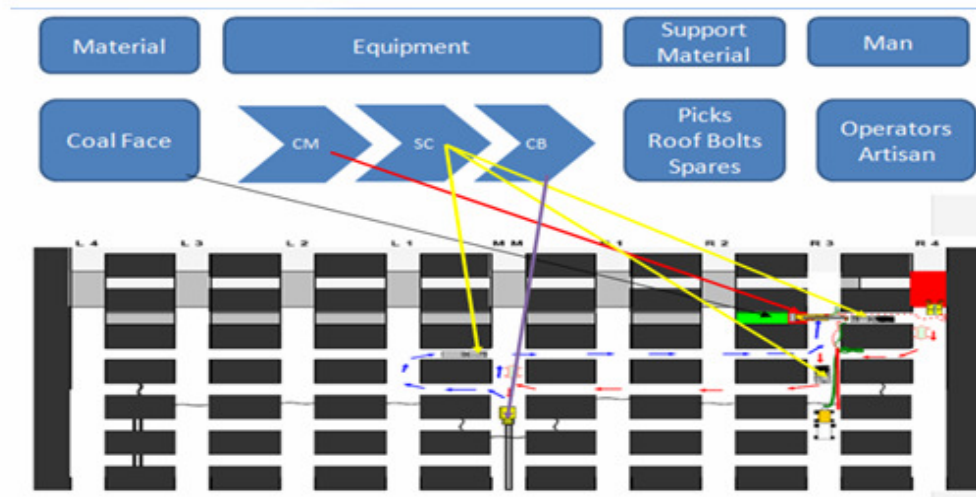 Material
Equipment
Support
Material
Man
Coal Face
CM
SC
CB
Picks
Roof Bolts
Spares
Operators
Artisan
L 4
L 3
L 2
L 1
M M
R 2
R 3
R 4